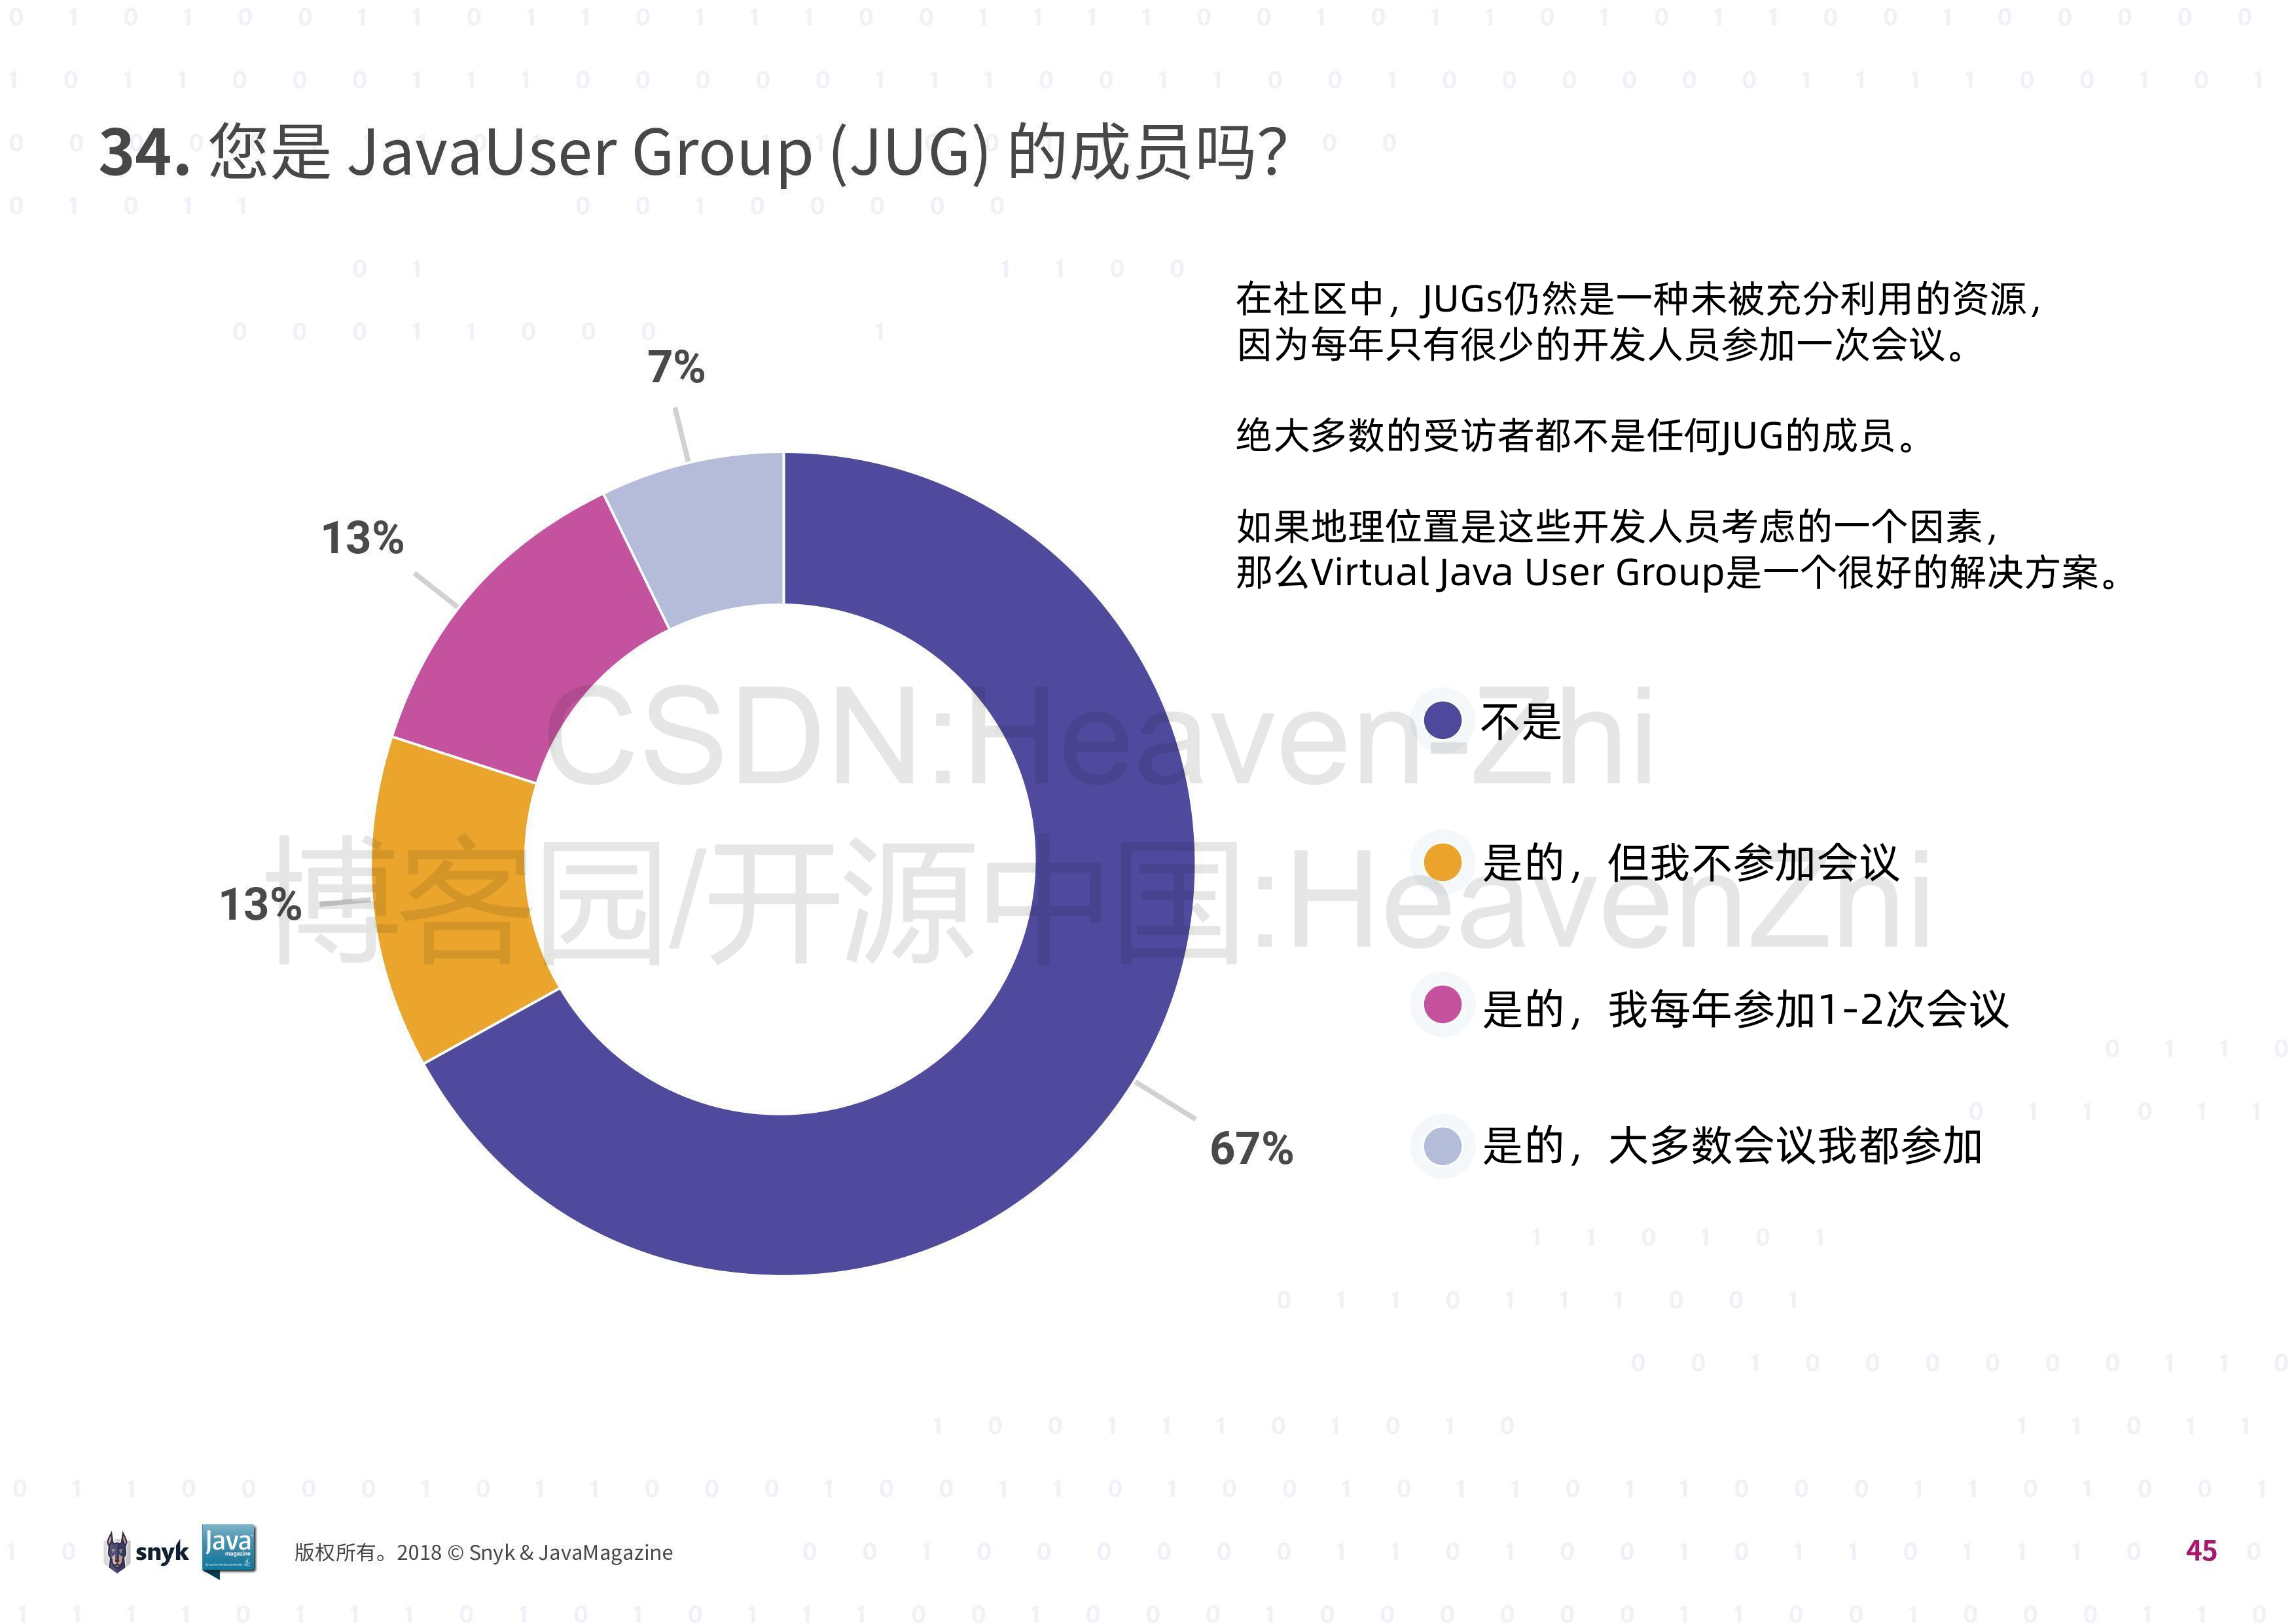 34. 您是 JavaUser Group (JUG) 的成员吗?
在社区中，JUGs仍然是一种未被充分利用的资源，
因为每年只有很少的开发人员参加一次会议。
绝大多数的受访者都不是任何JUG的成员。
如果地理位置是这些开发人员考虑的一个因素，
那么Virtual Java User Group是一个很好的解决方案。
7%
13%
13%
67%
不是
是的，但我不参加会议
是的，我每年参加1-2次会议
是的，大多数会议我都参加
CSDN:Heaven-Zhi
博客园/开源中国:HeavenZhi
snyk
Java
magazine
版权所有。2018 © Snyk & JavaMagazine
45